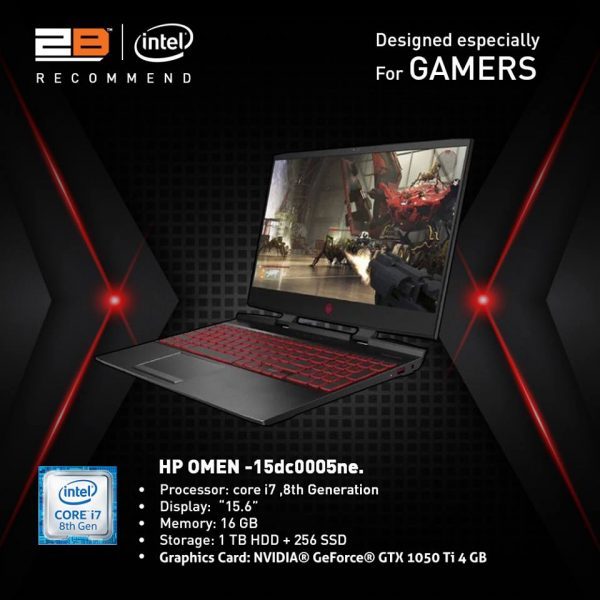 2B™ intel
RECOMMEND
Designed especially
For GAMERS
HP OMEN -15dc0005ne.
intel
CORE i7
8th Gen
• Processor: core i7 ,8th Generation
• Display: "15.6”
• Memory: 16 GB
• Storage: 1 TB HDD + 256 SSD
• Graphics Card: NVIDIA® GeForce® GTX 1050 Ti 4 GB